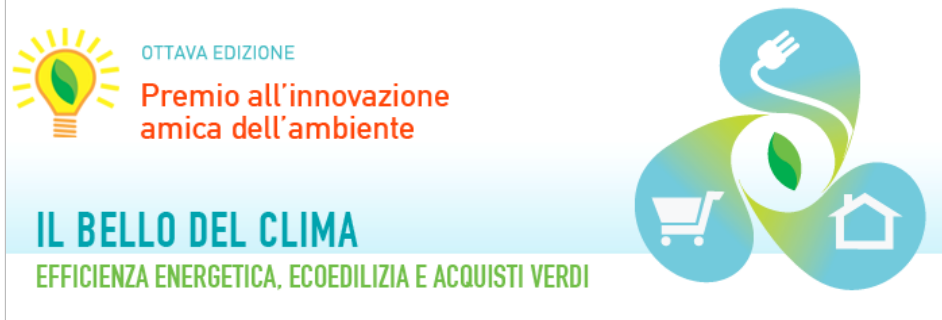 OTTAVA EDIZIONE
Premio all'innovazione
amica dell'ambiente
IL BELLO DEL CLIMA
EFFICIENZA ENERGETICA, ECOEDILIZIA E ACQUISTI VERDI